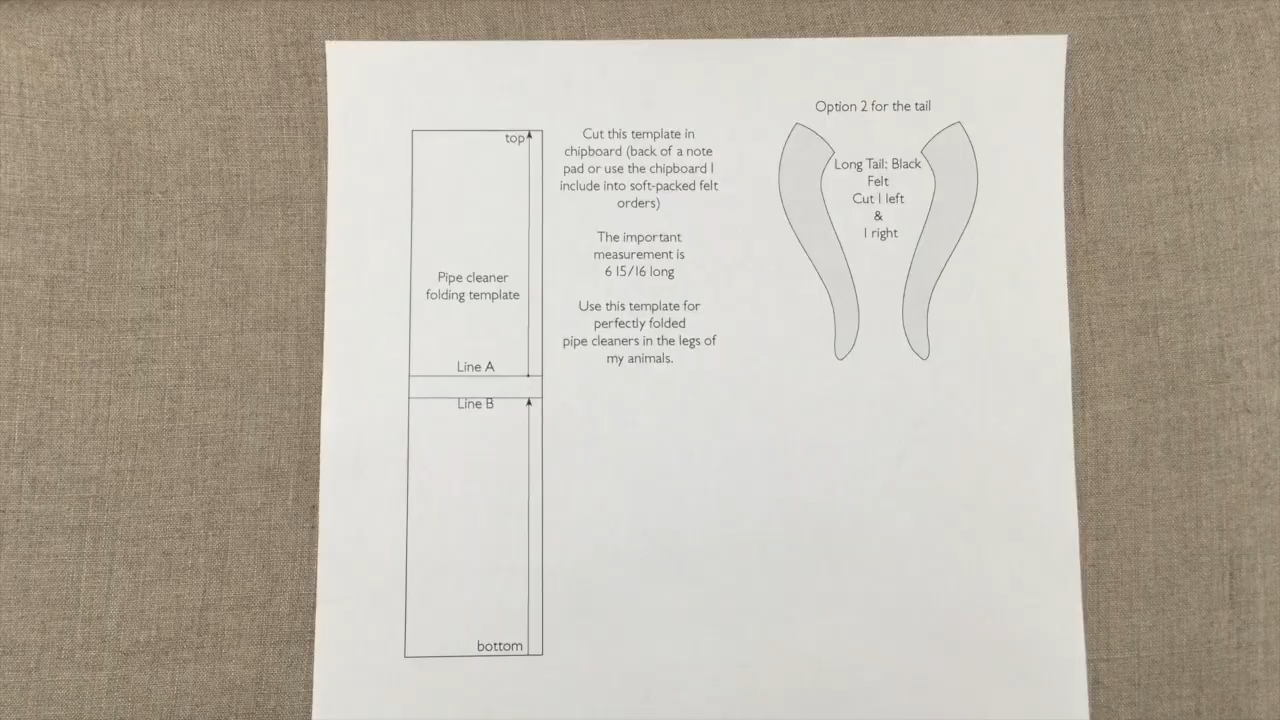 top
Pipe cleaner
folding template
Line A
Line B
bottom
Cut this template in
chipboard (back of a note
pad or use the chipboard I
include into soft-packed felt
orders)
The important
measurement is
6 15/16 long
Use this template for
perfectly folded
pipe cleaners in the legs of
my animals.
Option 2 for the tail
Long Tail: Black
Felt
Cut 1 left
&
1 right